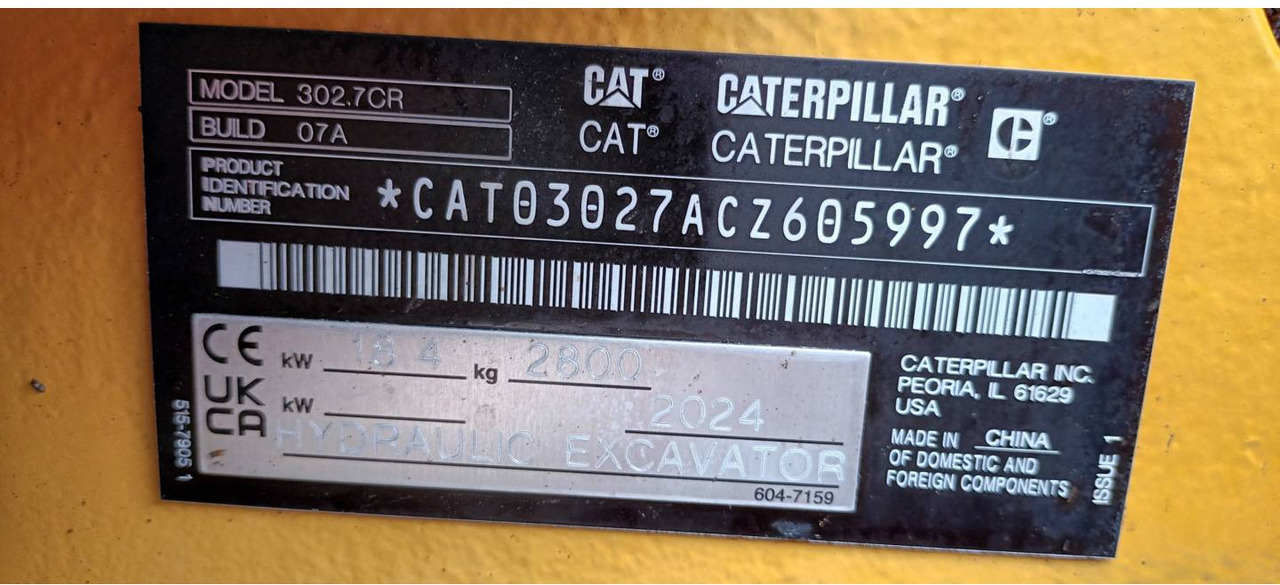 MODEL 302.7CR
BUILD 07A
CAT® CATERPILLAR® C®
CAT® CATERPILLAR®
PRODUCT
IDENTIFICATION
NUMBER
*CAT03027ACZ605997*
CE
UK
CA
kW 18.4 kg 2800
kW
2024
HYDRAULIC EXCAVATOR
604-7159
515-7905 1
CATERPILLAR INC.
PEORIA, IL 61629
USA
MADE IN CHINA
OF DOMESTIC AND
FOREIGN COMPONENTS
ISSUE 1